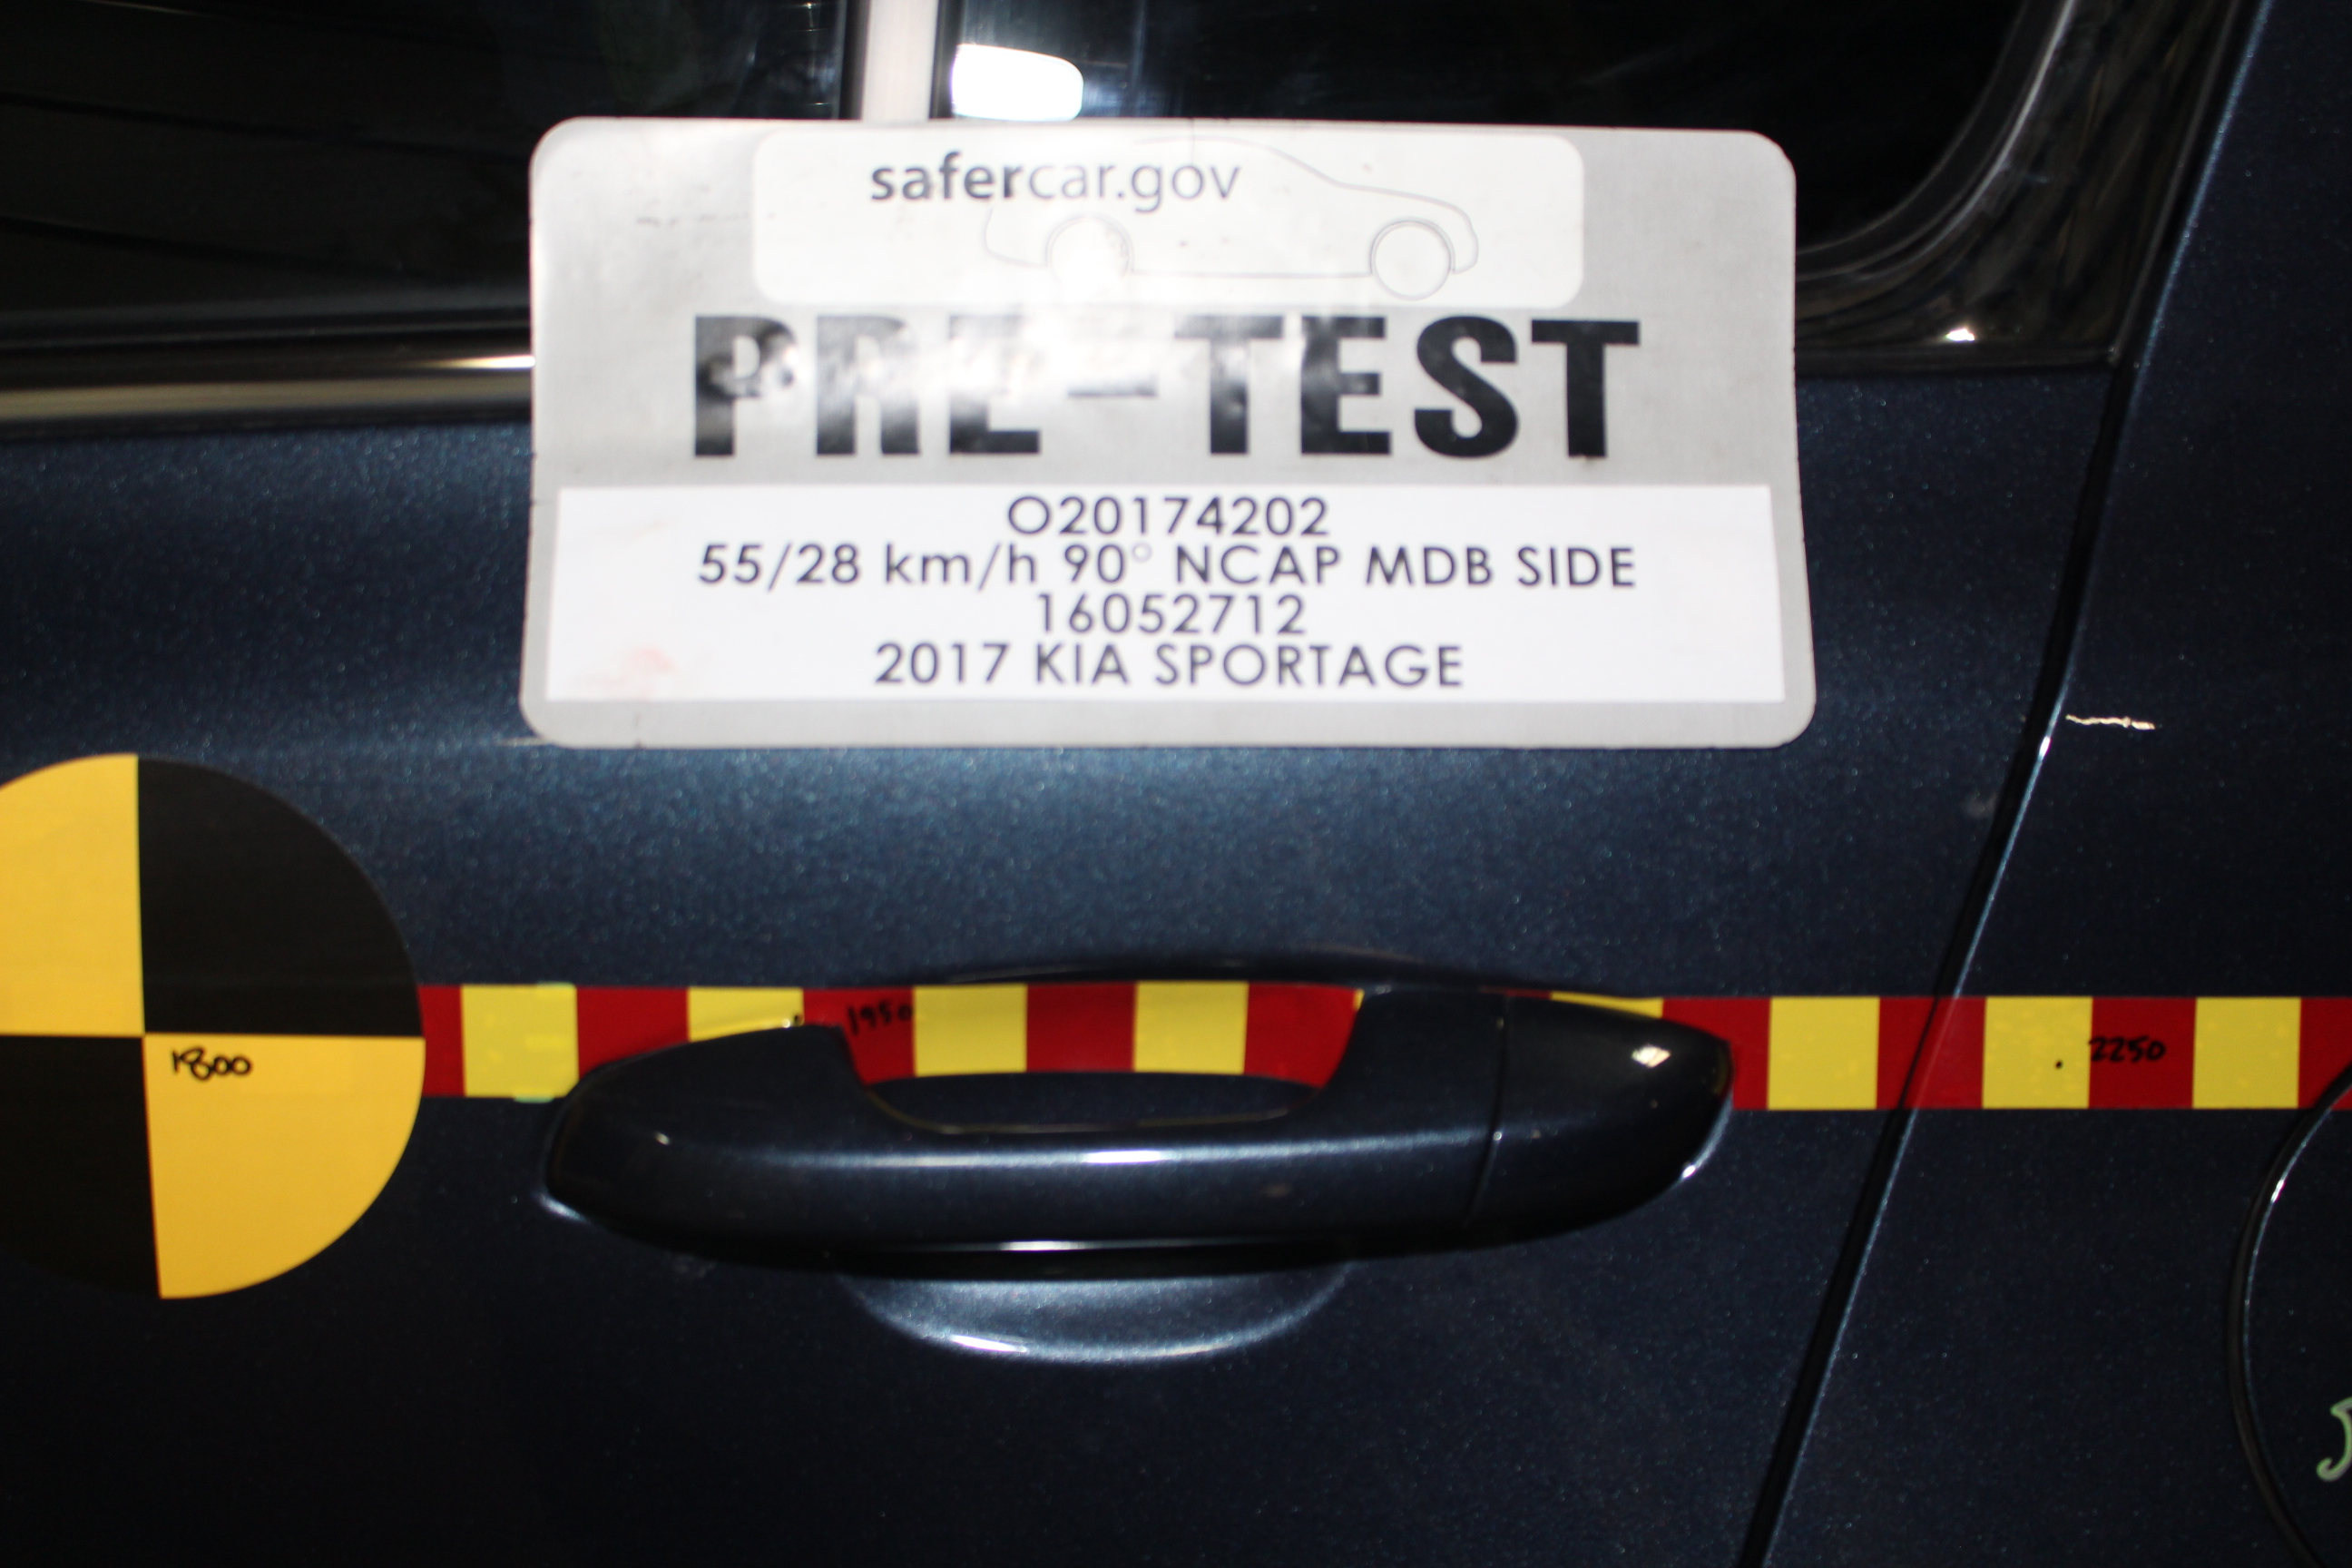 safercar.gov
PRE-TEST
O20174202
55/28 km/h 90° NCAP MDB SIDE
16052712
2017 KIA SPORTAGE
1950
1800
2250